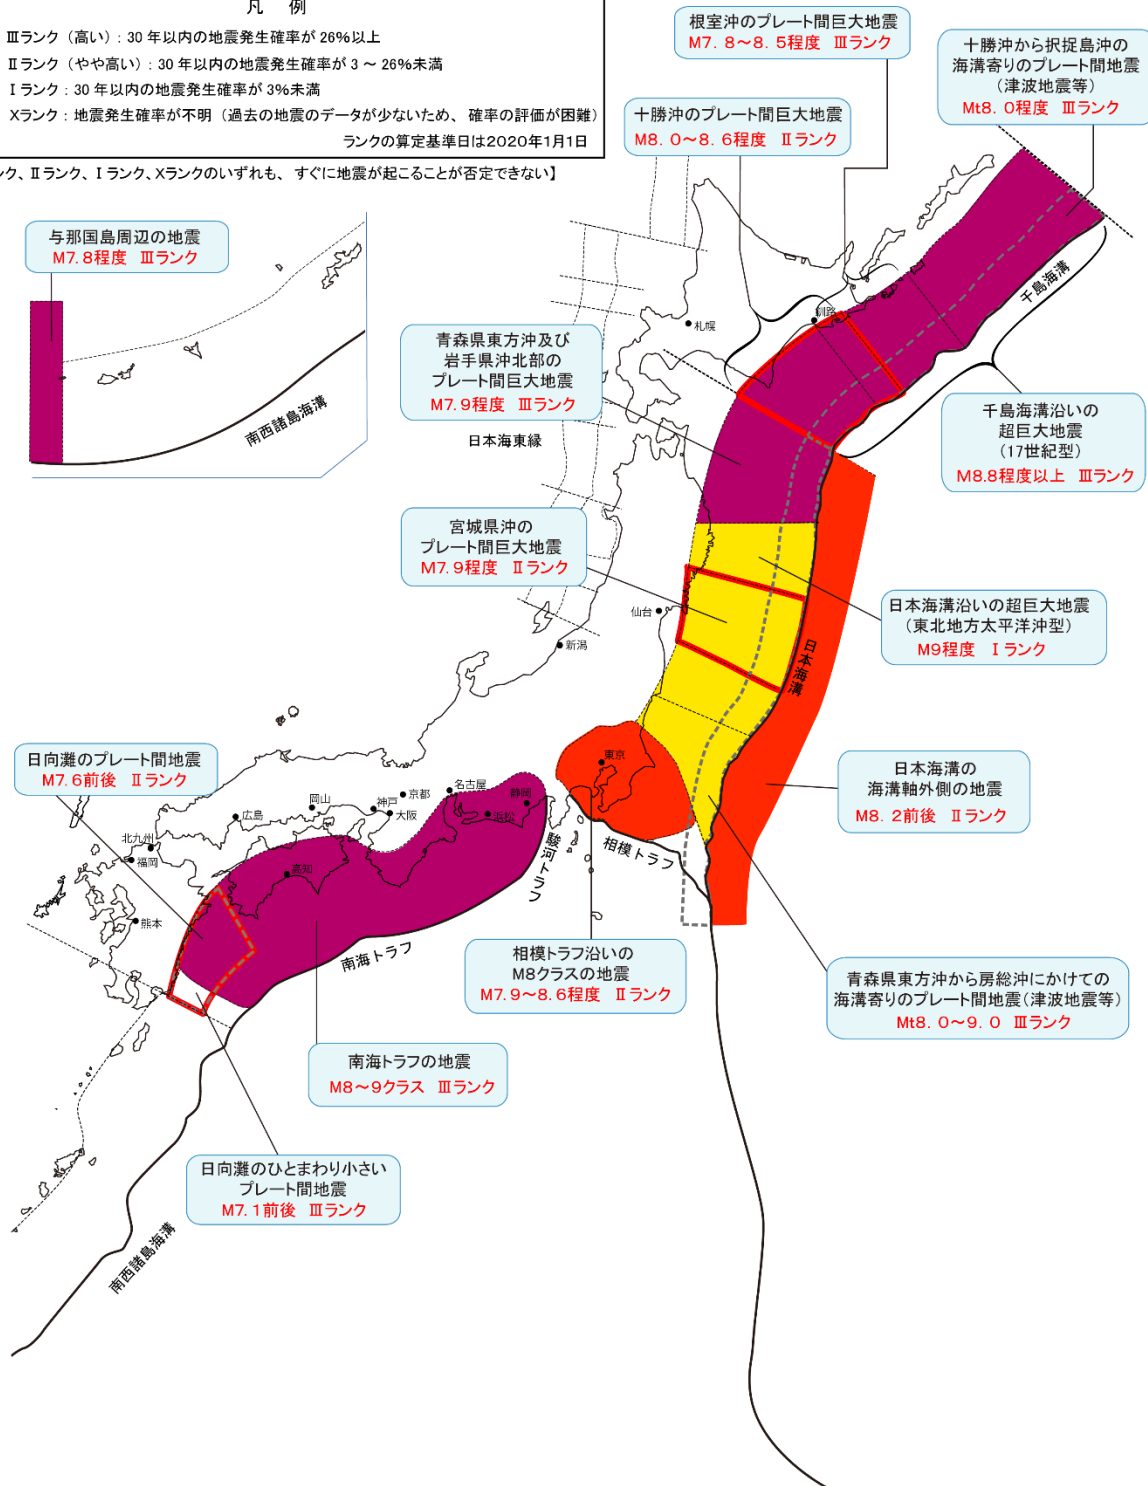 凡 例
Ⅲランク（高い）: 30 年以内の地震発生確率が 26%以上
Ⅱランク（やや高い）: 30 年以内の地震発生確率が 3 ～ 26%未満
Ⅰランク : 30 年以内の地震発生確率が 3%未満
Xランク : 地震発生確率が不明（過去の地震のデータが少ないため、確率の評価が困難）
ランクの算定基準日は2020年1月1日
ンク、Ⅱランク、Ⅰランク、Xランクのいずれも、すぐに地震が起こることが否定できない】
根室沖のプレート間巨大地震
M7.8～8.5程度 Ⅲランク
十勝沖から択捉島沖の
海溝寄りのプレート間地震
（津波地震等）
Mt8.0程度 Ⅲランク
十勝沖のプレート間巨大地震
M8.0～8.6程度 Ⅱランク
与那国島周辺の地震
M7.8程度 Ⅲランク
南西諸島海溝
千島海溝
釧路
札幌
青森県東方沖及び
岩手県沖北部の
プレート間巨大地震
M7.9程度 Ⅲランク
日本海東縁
千島海溝沿いの
超巨大地震
（17世紀型）
M8.8程度以上 Ⅲランク
宮城県沖の
プレート間巨大地震
M7.9程度 Ⅱランク
仙台
新潟
日本海溝沿いの超巨大地震
（東北地方太平洋沖型）
M9程度 Ⅰランク
日本海溝
日向灘のプレート間地震
M7.6前後 Ⅱランク
東京
日本海溝の
海溝軸外側の地震
M8.2前後 Ⅱランク
名古屋
京都
静岡
神戸
岡山
大阪
浜松
広島
北九州
福岡
高知
熊本
駿河トラフ
相模トラフ
南海トラフ
相模トラフ沿いの
M8クラスの地震
M7.9～8.6程度 Ⅱランク
青森県東方沖から房総沖にかけての
海溝寄りのプレート間地震（津波地震等）
Mt8.0～9.0 Ⅲランク
南海トラフの地震
M8～9クラス Ⅲランク
日向灘のひとまわり小さい
プレート間地震
M7.1前後 Ⅲランク
南西諸島海溝